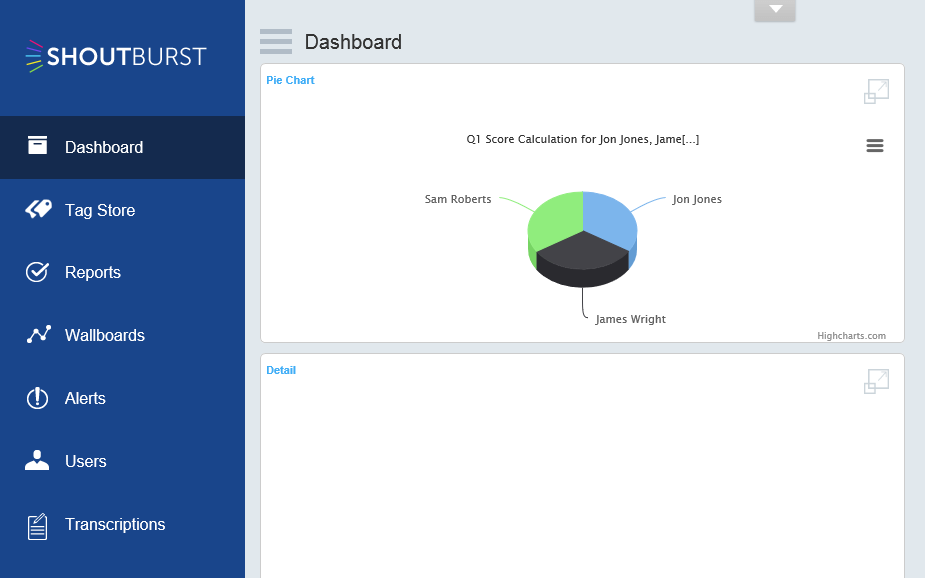 SHOUTBURST
Dashboard
Tag Store
Reports
Wallboards
Alerts
Users
Transcriptions
Dashboard
Pie Chart
Q1 Score Calculation for Jon Jones, Jame[...]
Sam Roberts
Jon Jones
James Wright
Highcharts.com
Detail